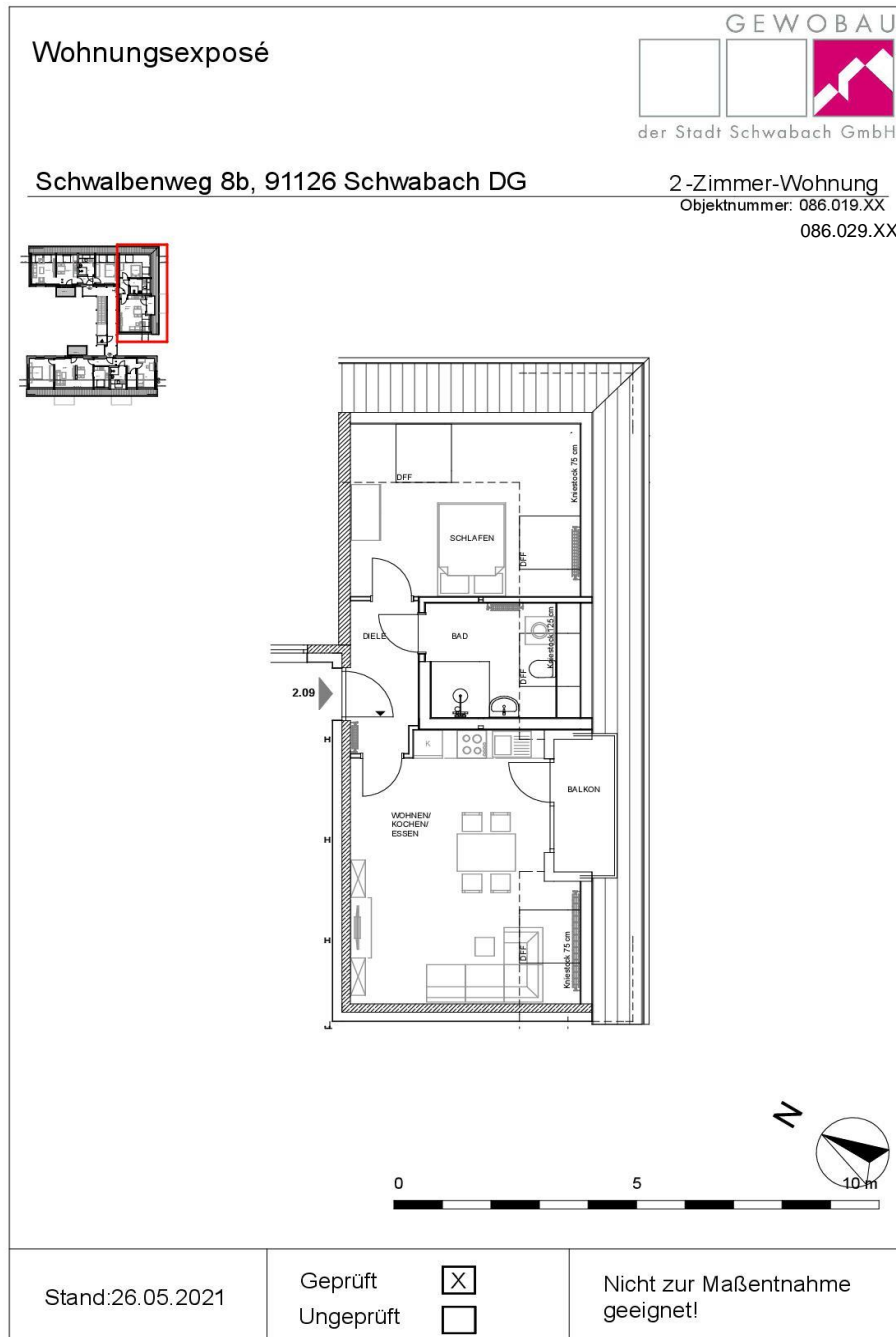 Wohnungsexposé
GEWOBAU
der Stadt Schwabach GmbH
Schwalbenweg 8b, 91126 Schwabach DG
2-Zimmer-Wohnung
Objektnummer: 086.019.XX
086.029.XX
DFF
Kniestock 75 cm
SCHLAFEN
DFF
DIELE
BAD
Kniestock 125 cm
DFF
2.09
H
K
BALKON
WOHNEN/
KOCHEN/
ESSEN
H
H
DFF
Kniestock 75 cm
H
N
0 5 10 m
Stand:26.05.2021
Geprüft X
Ungeprüft
Nicht zur Maßentnahme
geeignet!